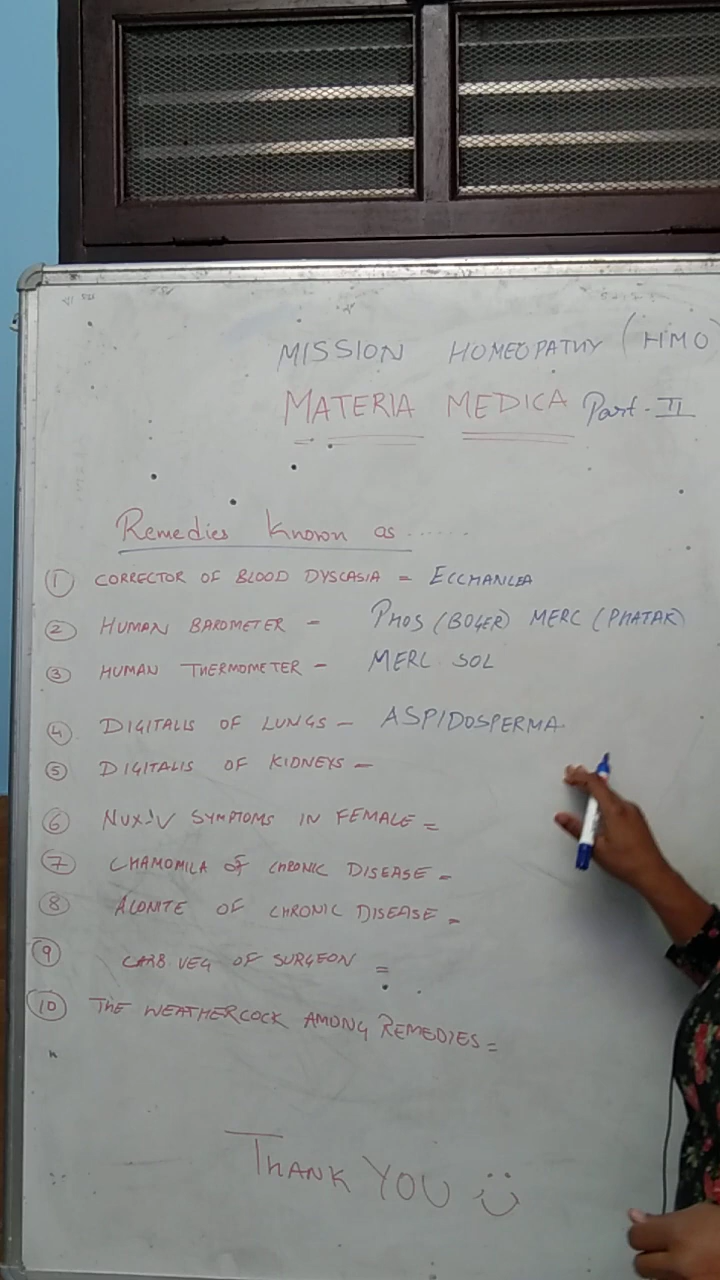 MISSION HOMEOPATHY (HMO)
MATERIA MEDICA Part-II
Remedies Known as ......
1 CORRECTOR OF BLOOD DYSCASIA = ECCHANCEA
2 HUMAN BAROMETER - PHOS (BOGER) MERC (PHATAK)
3 HUMAN THERMOMETER - MERC SOL
4 DIGITALIS OF LUNGS - ASPIDOSPERMA
5 DIGITALIS OF KIDNEYS -
6 NUX.V SYMPTOMS IN FEMALE =
7 CHAMOMILA OF CHRONIC DISEASE -
8 ACONITE OF CHRONIC DISEASE -
9 CARB VEG OF SURGEON =
10 THE WEATHERCOCK AMONG REMEDIES =
THANK YOU